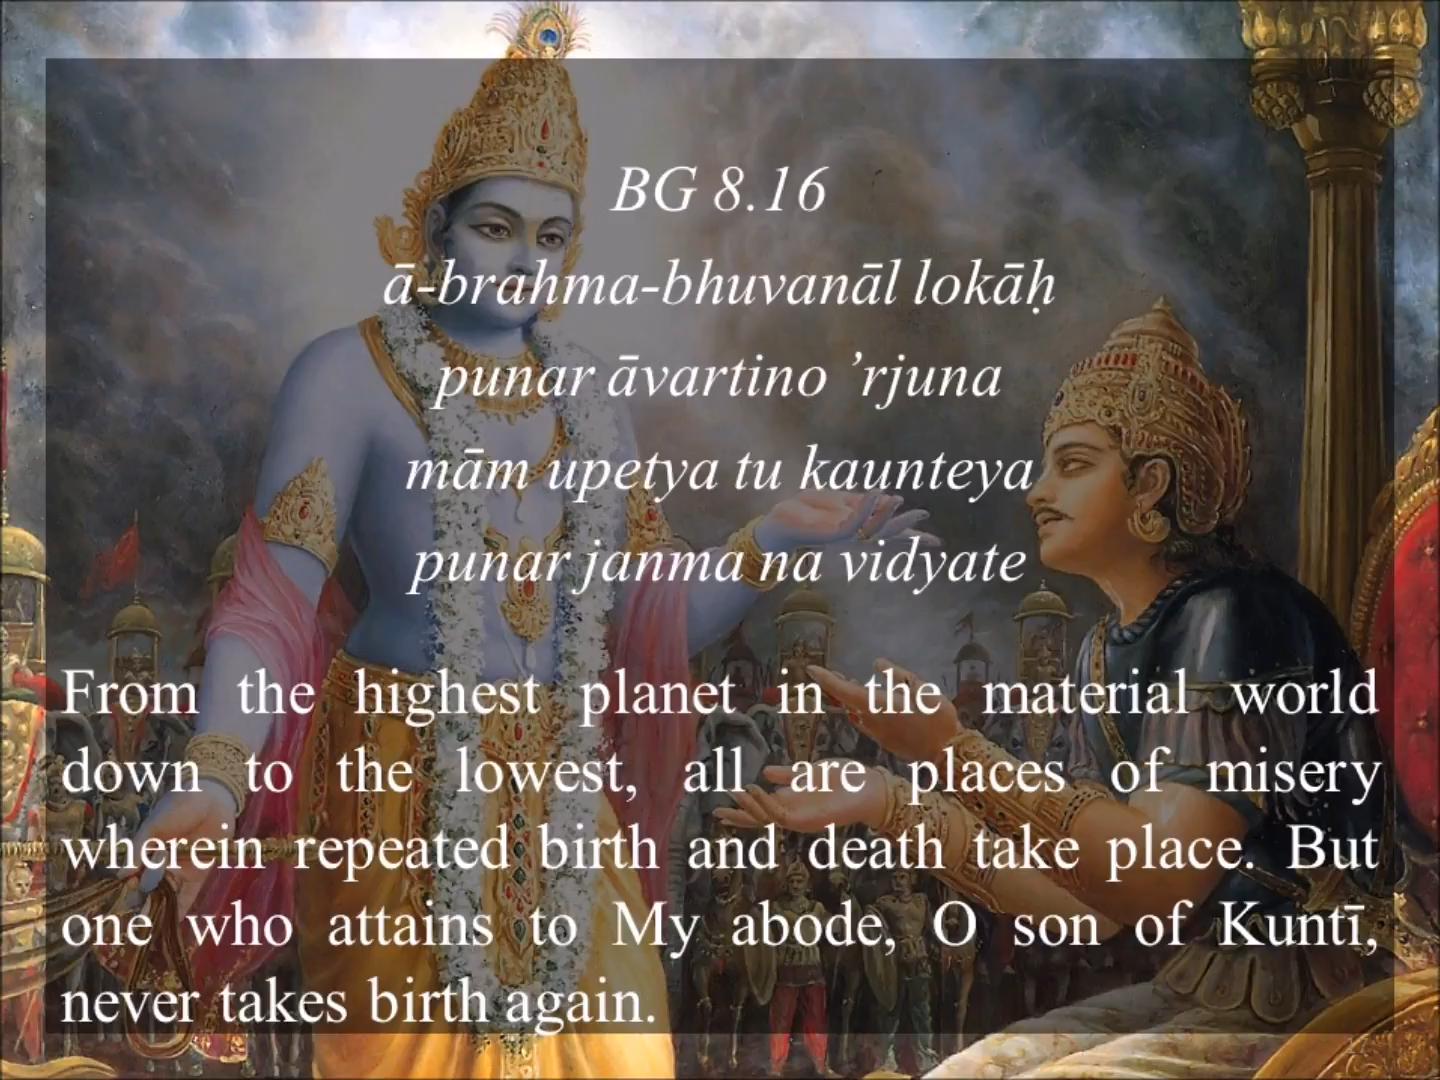 BG 8.16
ā-brahma-bhuvanāl lokāḥ
punar āvartino ’rjuna
mām upetya tu kaunteya
punar janma na vidyate
From the highest planet in the material world
down to the lowest, all are places of misery
wherein repeated birth and death take place. But
one who attains to My abode, O son of Kuntī,
never takes birth again.